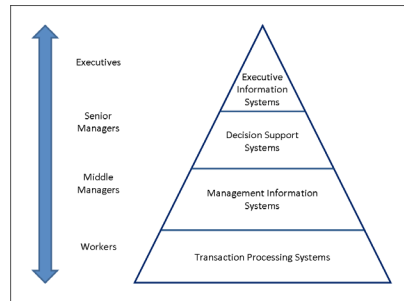 Executives
Executive
Information
Systems
Senior
Managers
Decision Support
Systems
Middle
Managers
Management Information
Systems
Workers
Transaction Processing Systems